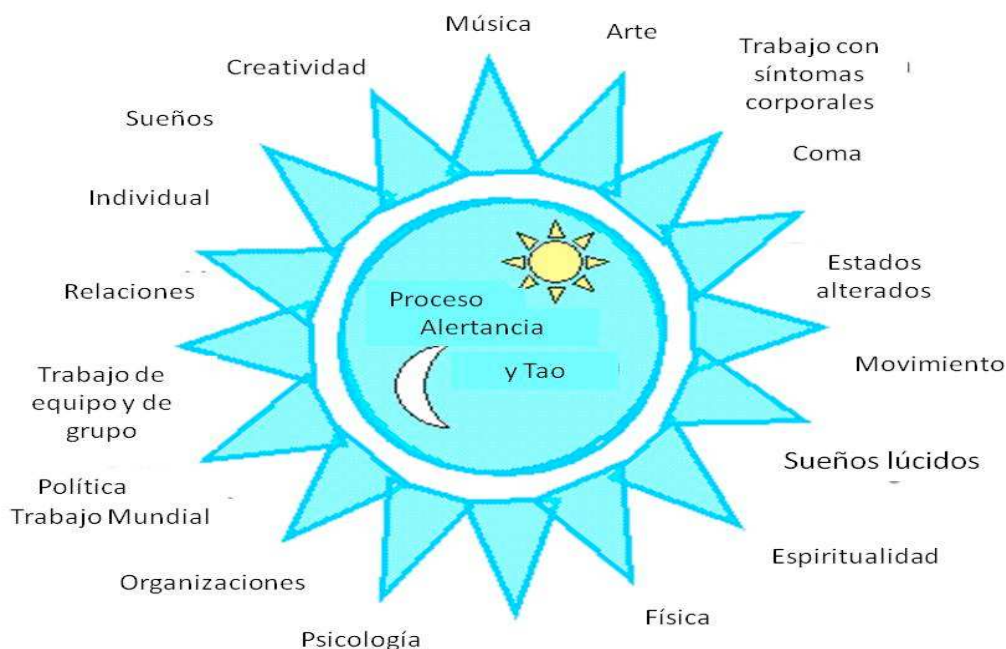 Música
Arte
Trabajo con
síntomas
corporales
Coma
Estados
alterados
Movimiento
Sueños lúcidos
Espiritualidad
Física
Psicología
Organizaciones
Política
Trabajo Mundial
Trabajo de
equipo y de
grupo
Relaciones
Individual
Sueños
Creatividad
Proceso
Alertancia
y Tao